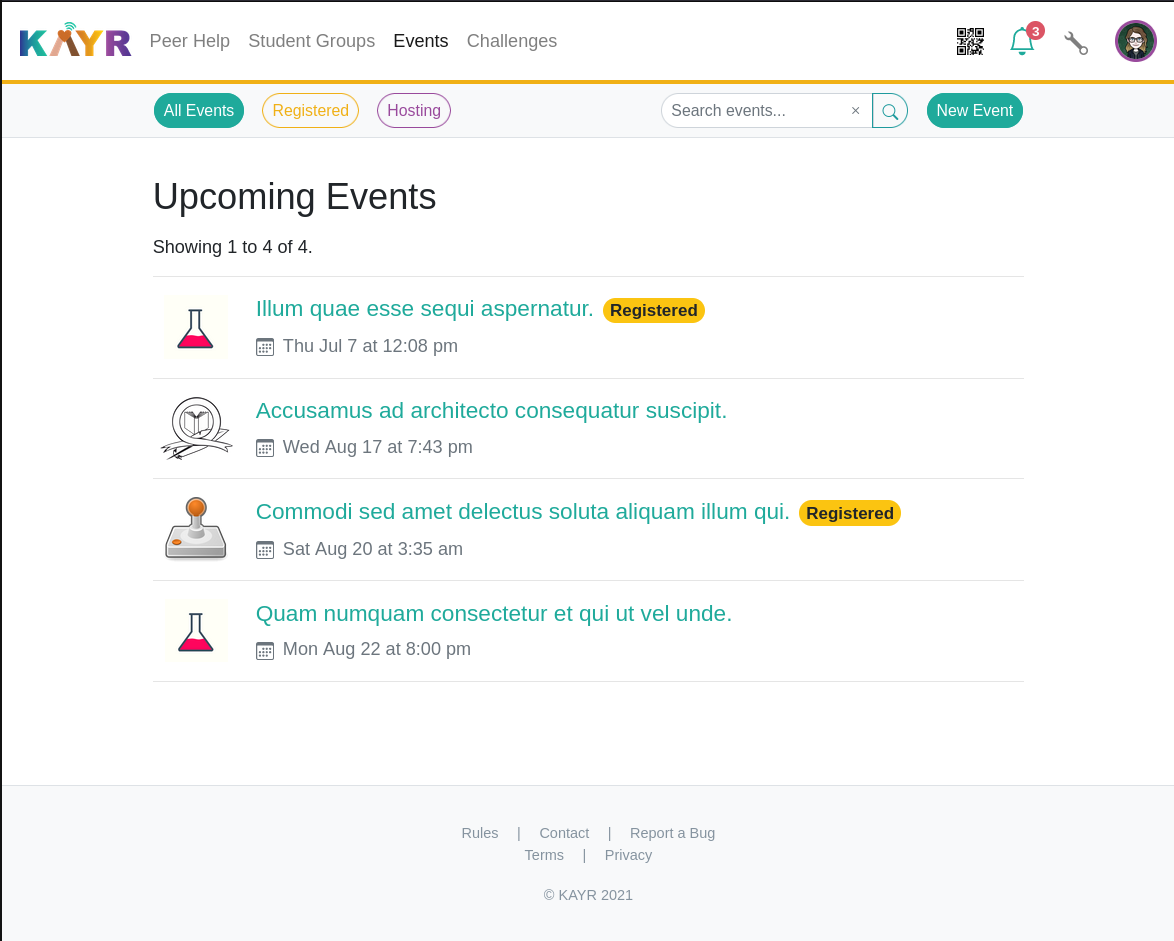 KAYR Peer Help Student Groups Events Challenges 3
All Events Registered Hosting Search events... × New Event
Upcoming Events
Showing 1 to 4 of 4.
Illum quae esse sequi aspernatur. Registered
Thu Jul 7 at 12:08 pm
Accusamus ad architecto consequatur suscipit.
Wed Aug 17 at 7:43 pm
Commodi sed amet delectus soluta aliquam illum qui. Registered
Sat Aug 20 at 3:35 am
Quam numquam consectetur et qui ut vel unde.
Mon Aug 22 at 8:00 pm
Rules | Contact | Report a Bug
Terms | Privacy
© KAYR 2021